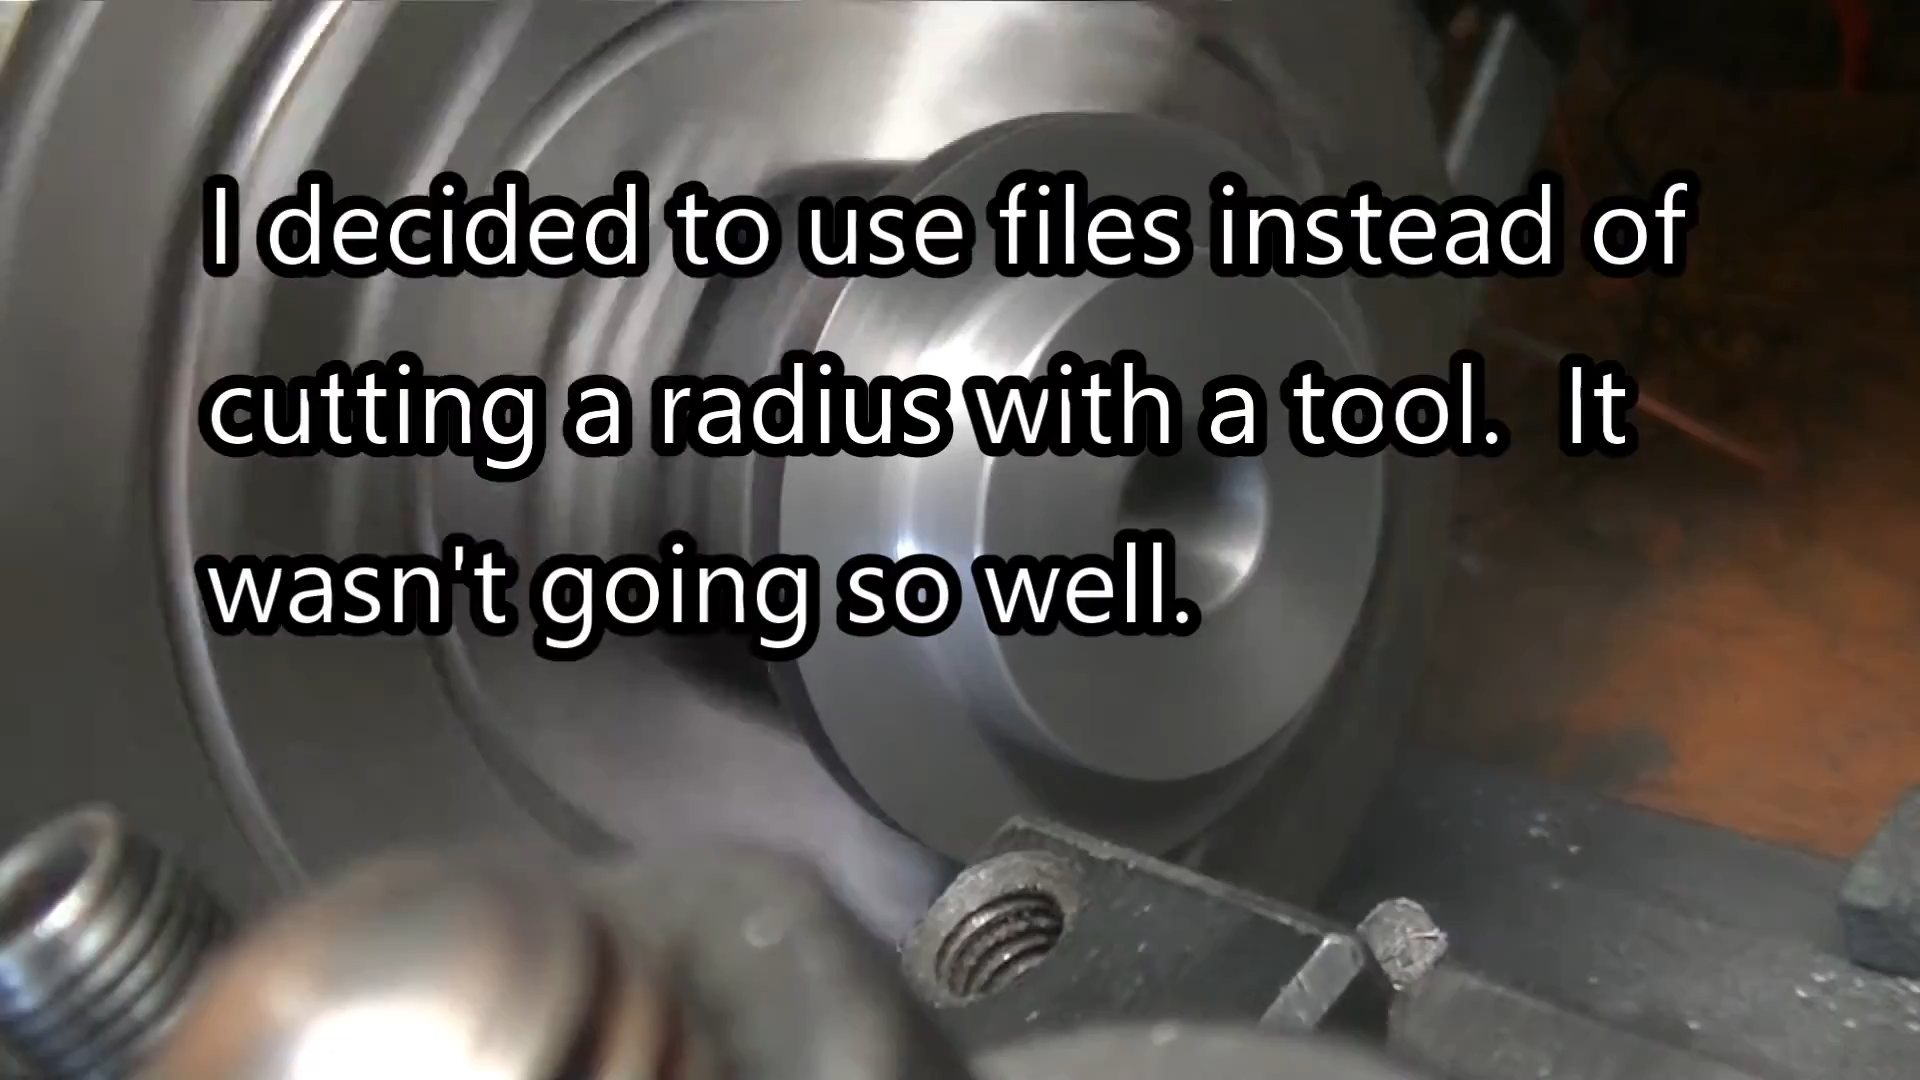 I decided to use files instead of
cutting a radius with a tool.  It
wasn't going so well.